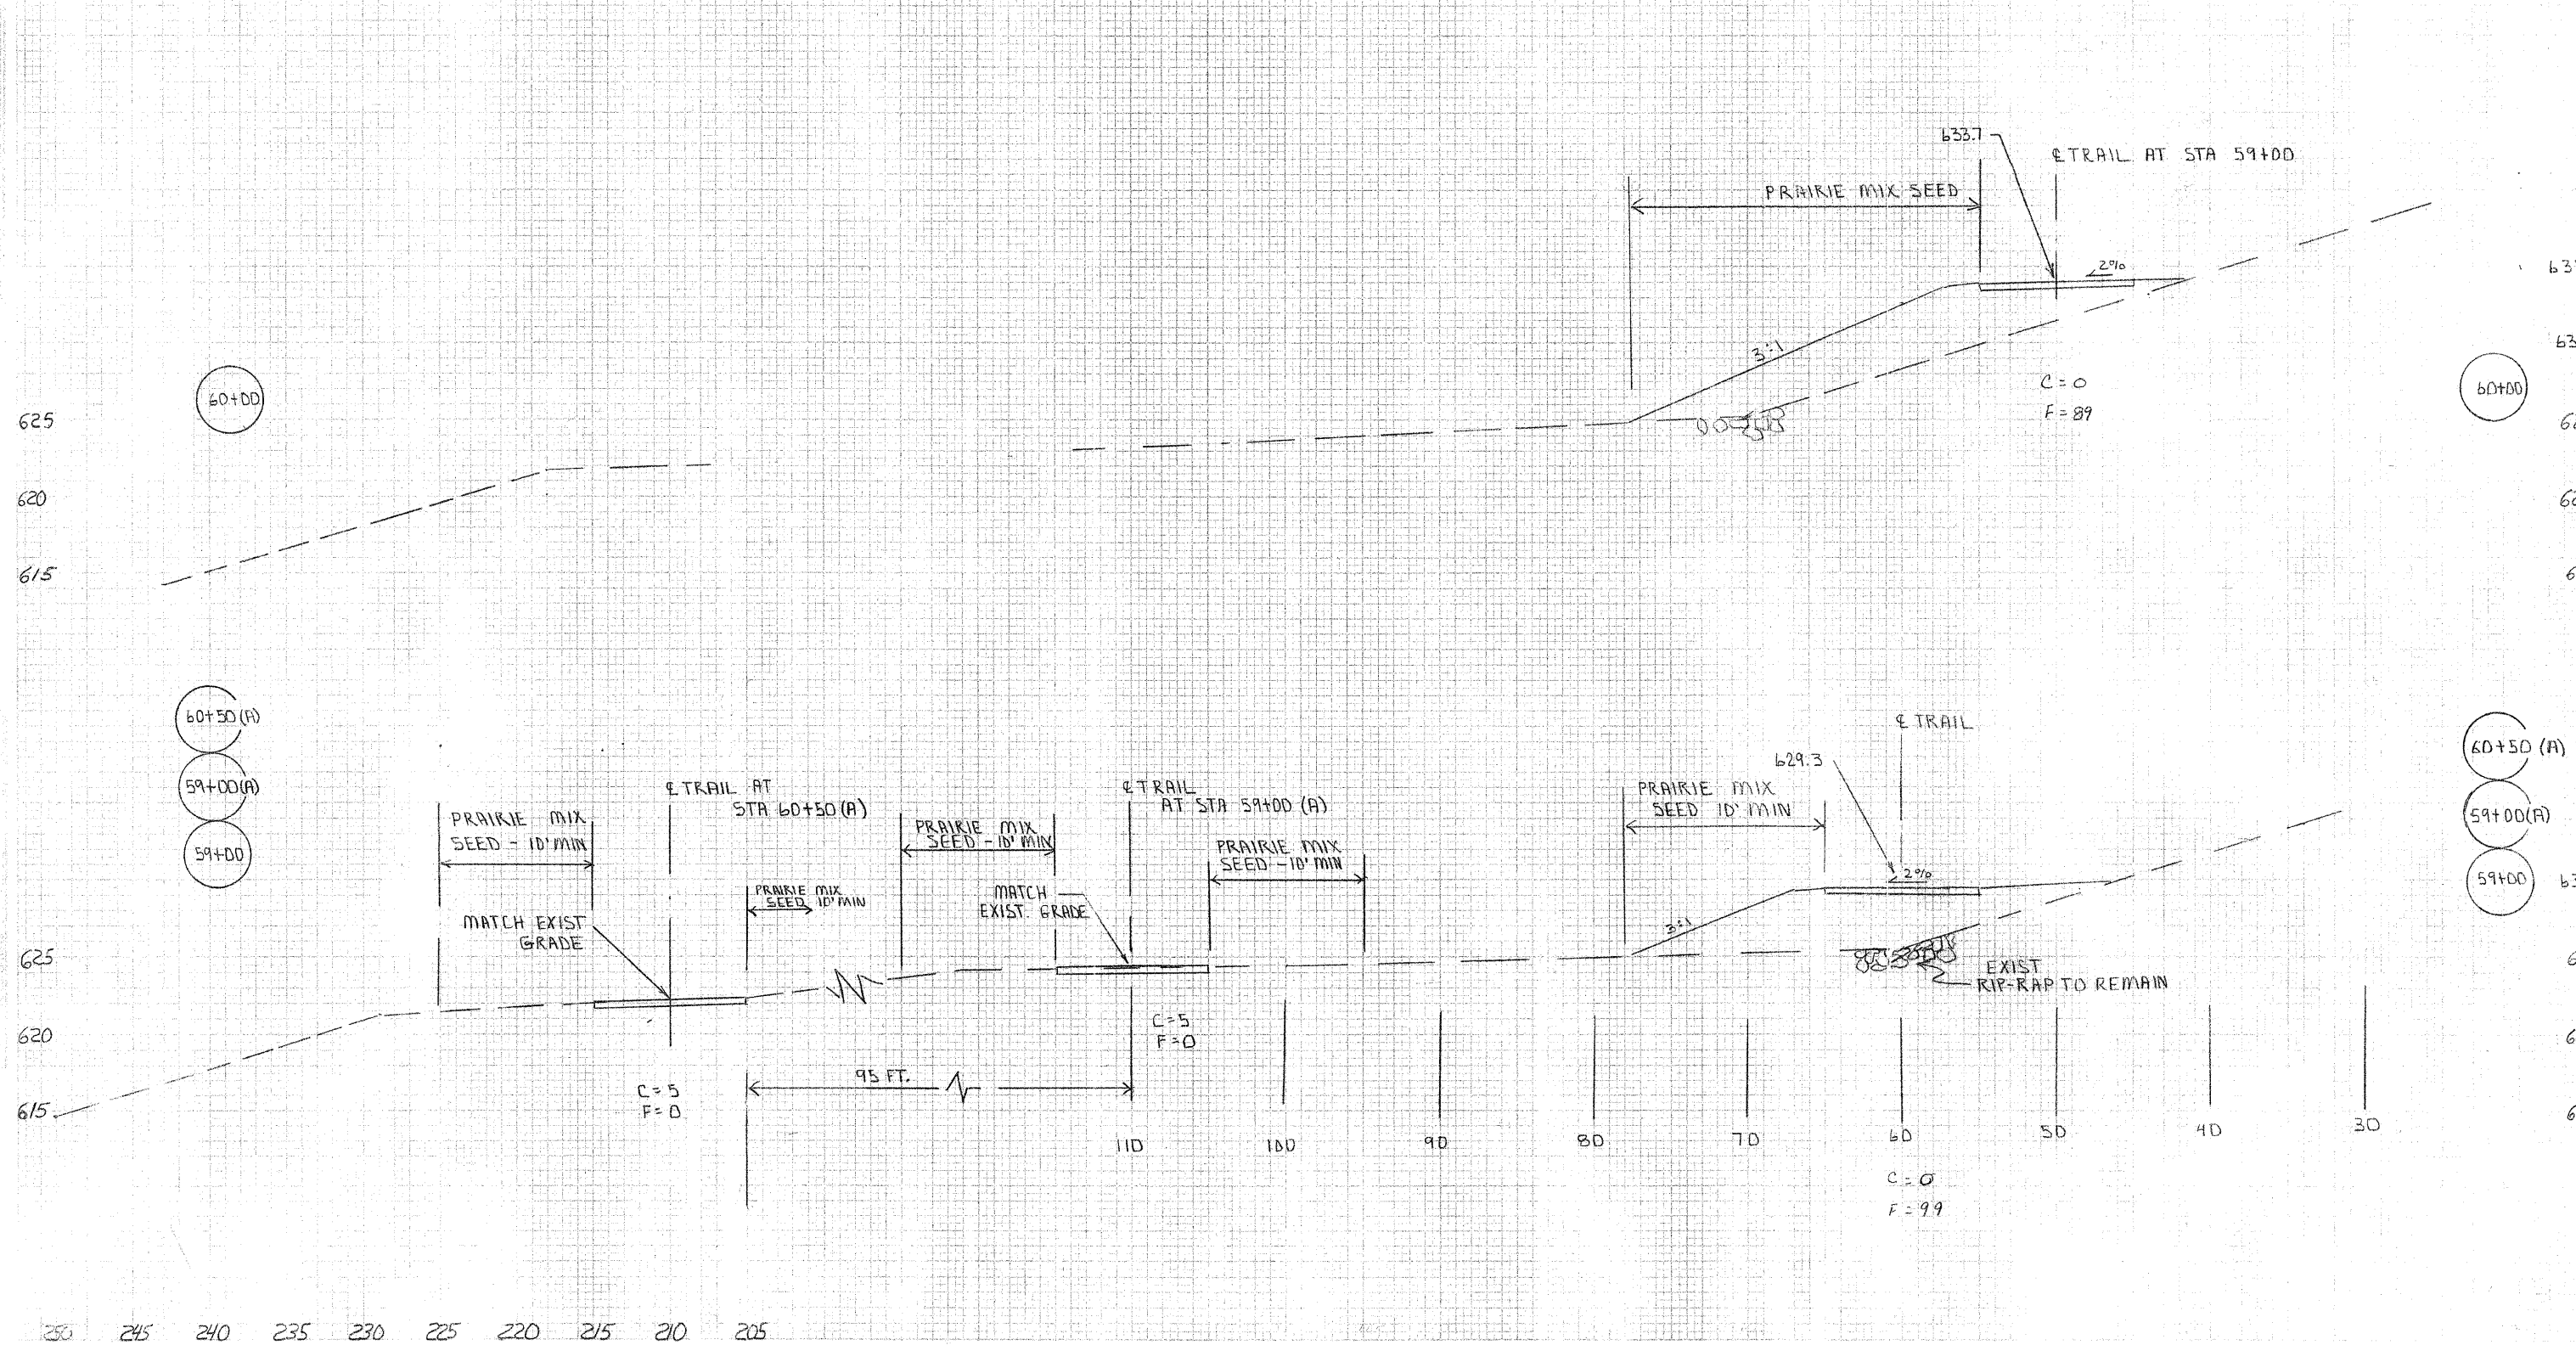 633.7
℄ TRAIL AT STA 59+00
PRAIRIE MIX SEED
2%
3:1
60+00
C = 0
F = 89
60+00
625
620
615
60+50 (A)
59+00 (A)
59+00
℄ TRAIL AT
STA 60+50 (A)
PRAIRIE MIX
SEED - 10' MIN
PRAIRIE MIX
SEED 10' MIN
MATCH EXIST
GRADE
PRAIRIE MIX
SEED - 10' MIN
℄ TRAIL
AT STA 59+00 (A)
PRAIRIE MIX
SEED - 10' MIN
MATCH
EXIST. GRADE
PRAIRIE MIX
SEED 10' MIN
629.3
℄ TRAIL
2%
3:1
EXIST
RIP-RAP TO REMAIN
60+50 (A)
59+00 (A)
59+00
625
620
615
C = 5
F = 0
95 FT.
C = 5
F = 0
110 100 90 80 70 60 50 40 30
C = 0
F = 99
250 245 240 235 230 225 220 215 210 205